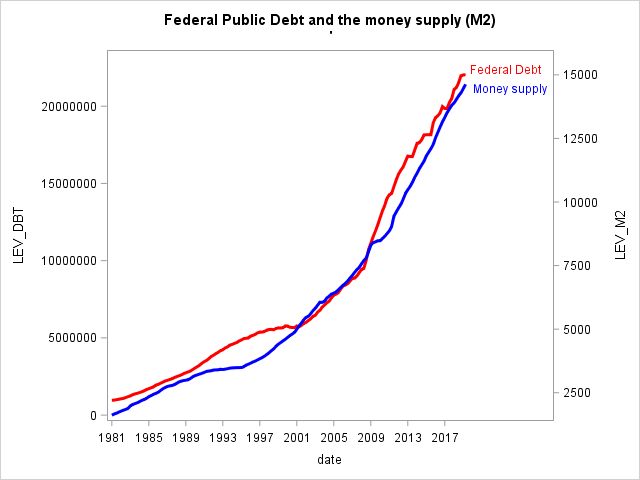 Federal Public Debt and the money supply (M2)
Federal Debt
Money supply
20000000
15000000
10000000
5000000
0
LEV_DBT
15000
12500
10000
7500
5000
2500
LEV_M2
1981 1985 1989 1993 1997 2001 2005 2009 2013 2017
date